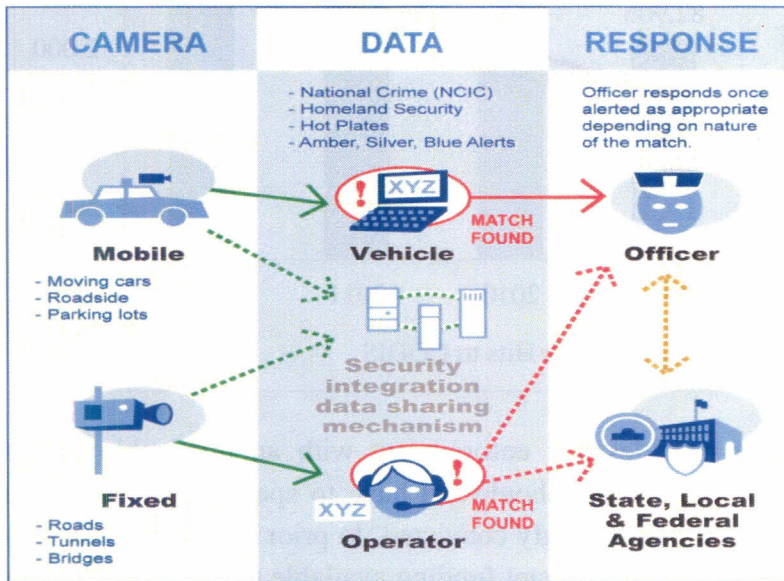 CAMERA
DATA
RESPONSE
- National Crime (NCIC)
- Homeland Security
- Hot Plates
- Amber, Silver, Blue Alerts
Officer responds once
alerted as appropriate
depending on nature
of the match.
XYZ
!
MATCH
FOUND
Mobile
Vehicle
Officer
- Moving cars
- Roadside
- Parking lots
Security
integration
data sharing
mechanism
Fixed
- Roads
- Tunnels
- Bridges
XYZ
!
MATCH
FOUND
Operator
State, Local
& Federal
Agencies